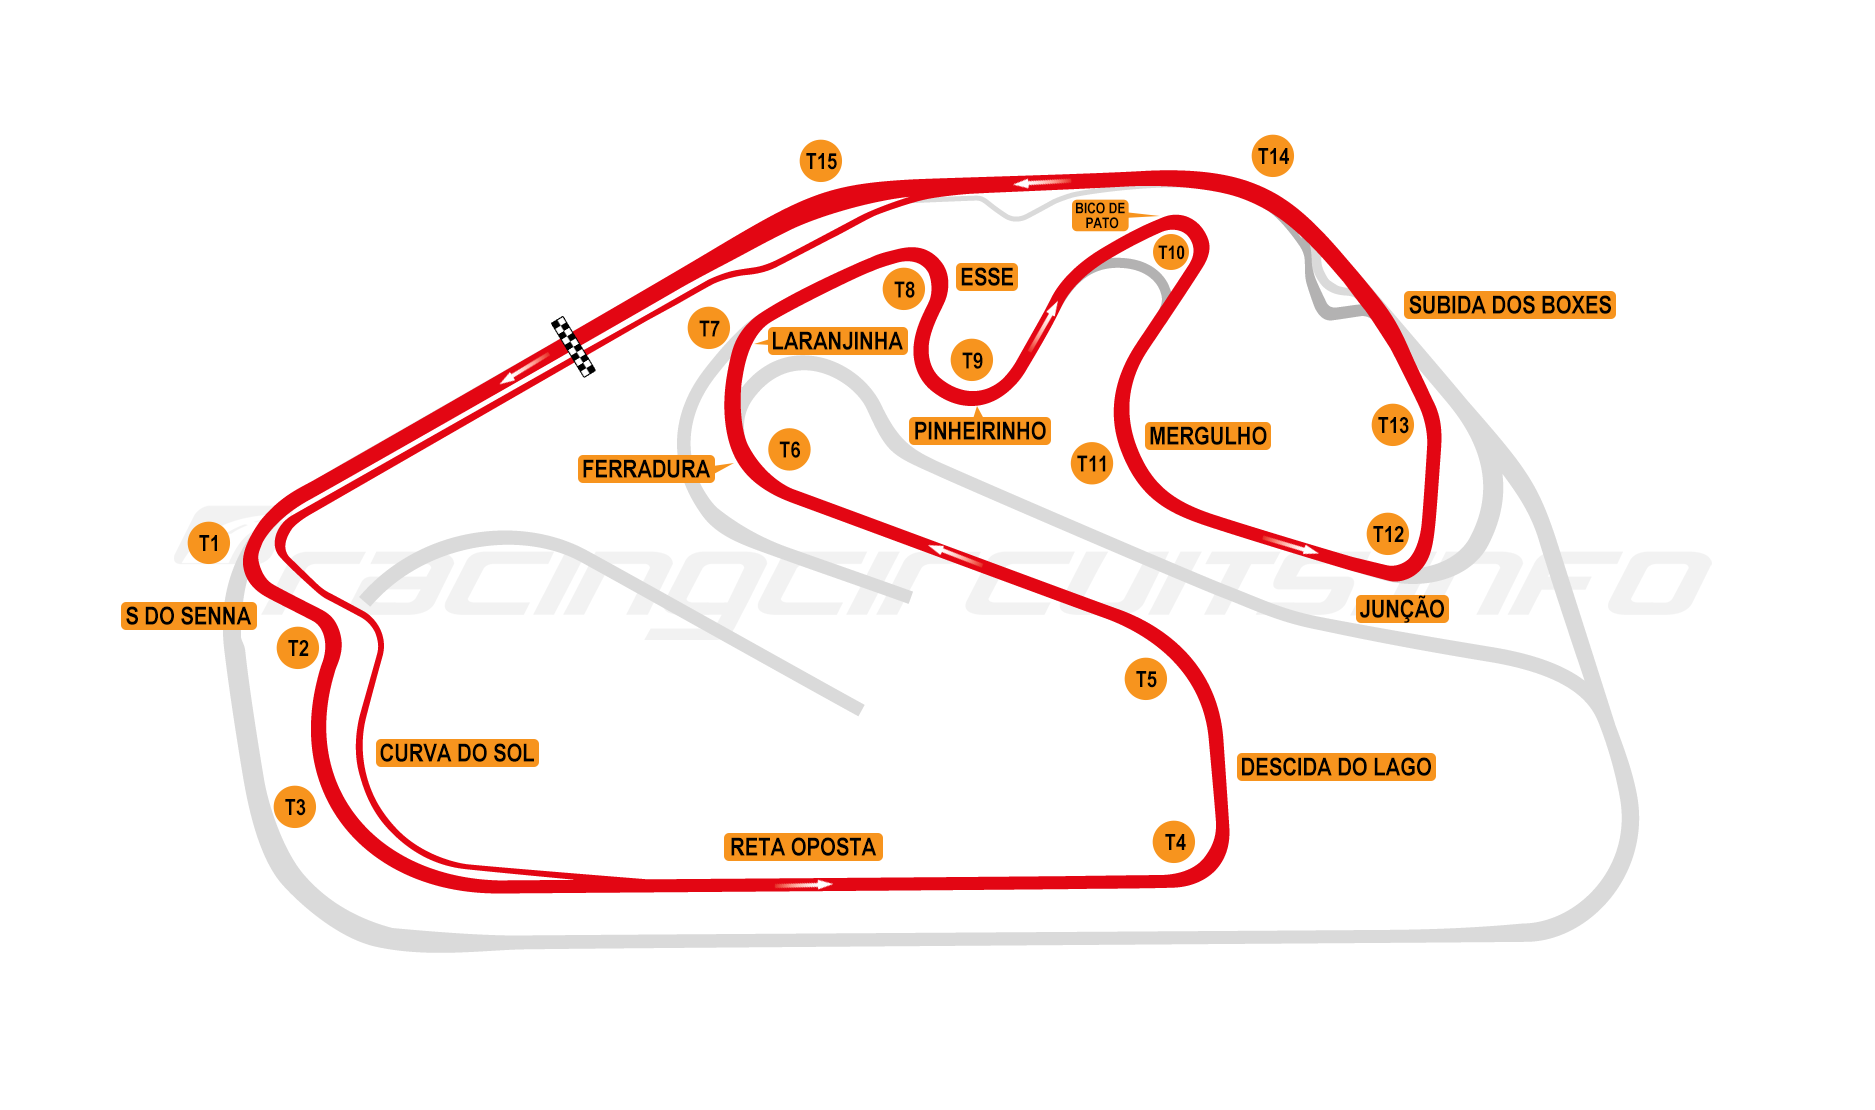 T15
T14
BICO DE
PATO
T10
ESSE
T8
SUBIDA DOS BOXES
T7
LARANJINHA
T9
T13
PINHEIRINHO
MERGULHO
T6
T11
FERRADURA
T12
T1
racingcircuits.info
JUNÇÃO
S DO SENNA
T2
T5
CURVA DO SOL
DESCIDA DO LAGO
T3
T4
RETA OPOSTA